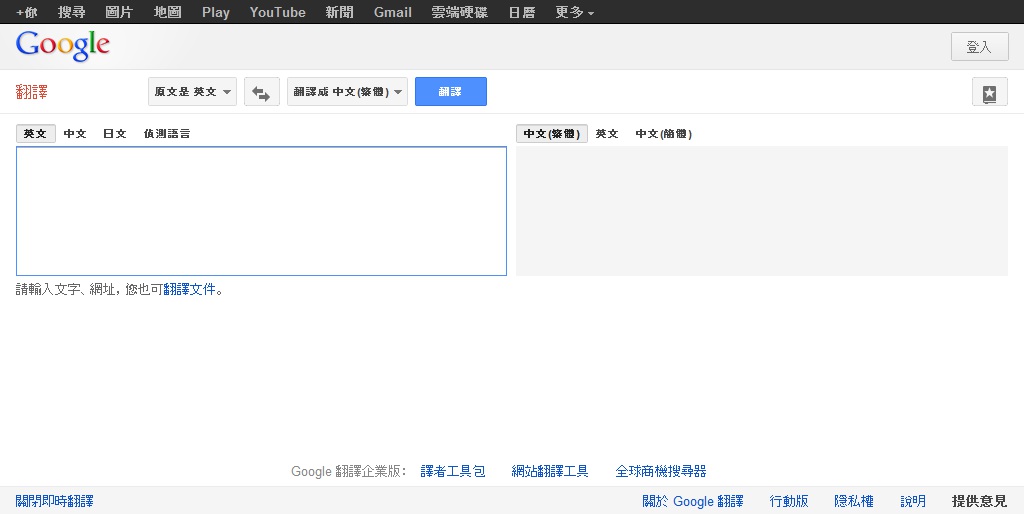 +你 搜尋 圖片 地圖 Play YouTube 新聞 Gmail 雲端硬碟 日曆 更多
Google 登入
翻譯 原文是 英文 翻譯成 中文(繁體) 翻譯
英文 中文 日文 偵測語言 中文(繁體) 英文 中文(簡體)
請輸入文字、網址，您也可翻譯文件。
Google 翻譯企業版： 譯者工具包 網站翻譯工具 全球商機搜尋器
關閉即時翻譯 關於 Google 翻譯 行動版 隱私權 說明 提供意見